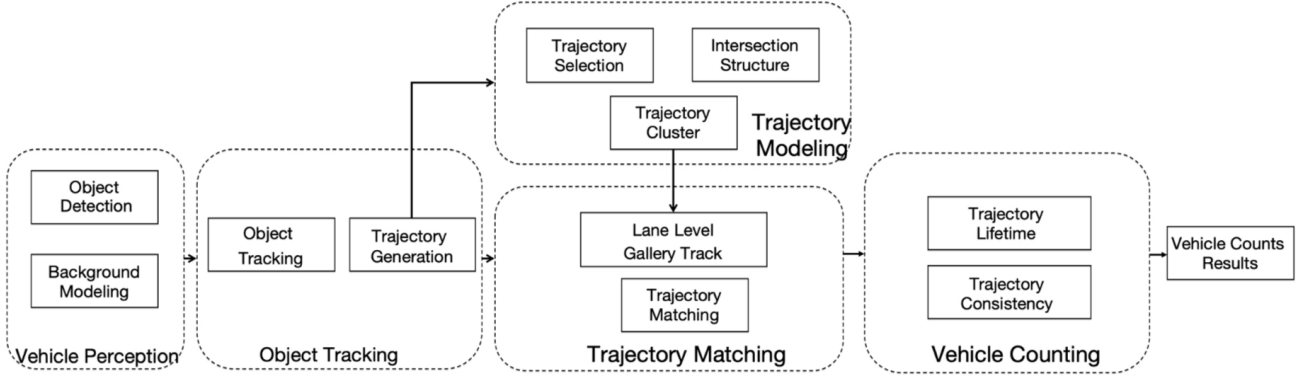 Object
Detection
Background
Modeling
Vehicle Perception
Object
Tracking
Trajectory
Generation
Object Tracking
Trajectory
Selection
Intersection
Structure
Trajectory
Cluster
Trajectory
Modeling
Lane Level
Gallery Track
Trajectory
Matching
Trajectory Matching
Trajectory
Lifetime
Trajectory
Consistency
Vehicle Counting
Vehicle Counts
Results